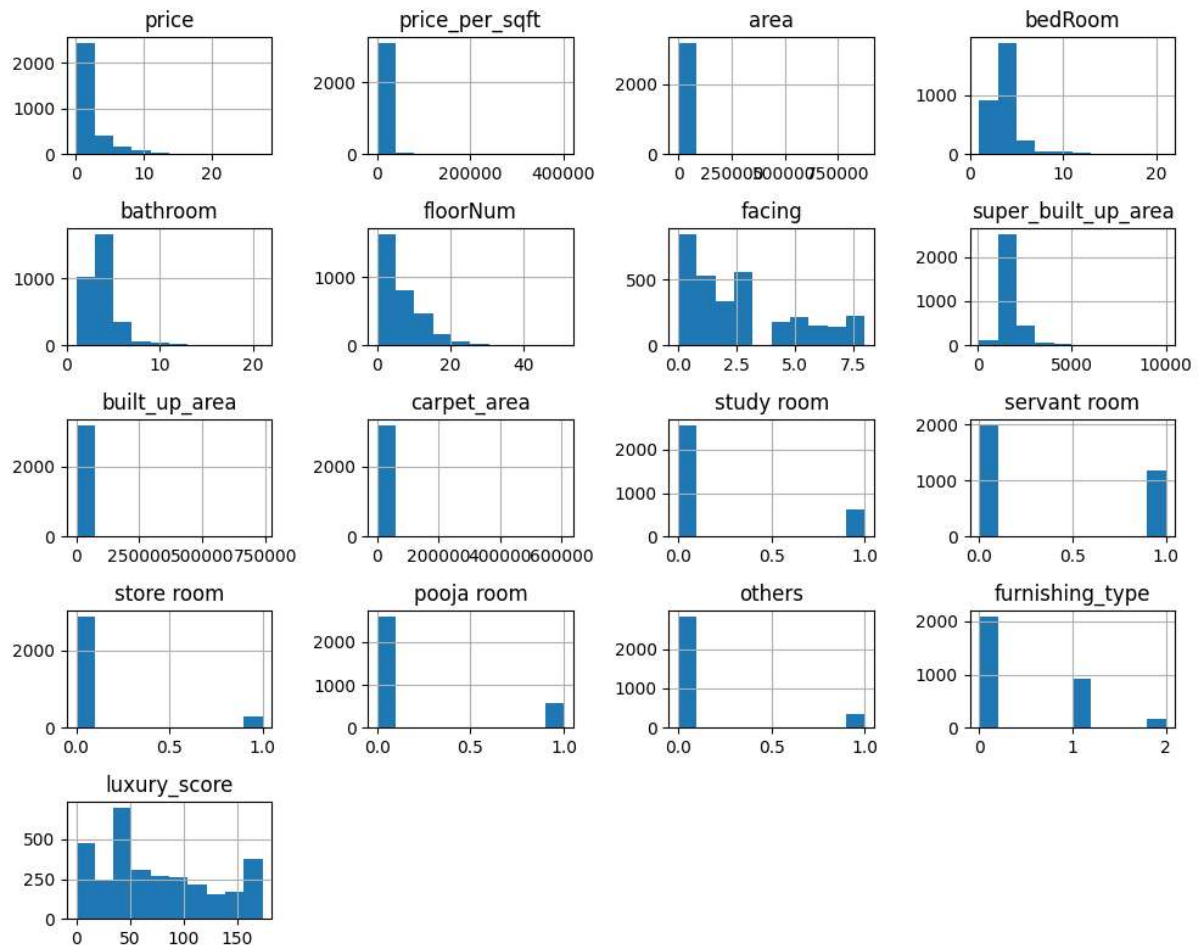 price price_per_sqft area bedRoom
2000
1000
0
0 10 20
2000
0
0 200000 400000
2000
0
0 250000 500000 750000
1000
0
0 10 20
bathroom floorNum facing super_built_up_area
1000
0
0 10 20
1000
0
0 20 40
500
0
0.0 2.5 5.0 7.5
2000
1000
0
0 5000 10000
built_up_area carpet_area study room servant room
2000
0
0 250000 500000 750000
2000
0
0 200000 400000 600000
2000
1000
0
0.0 0.5 1.0
2000
1000
0
0.0 0.5 1.0
store room pooja room others furnishing_type
2000
0
0.0 0.5 1.0
2000
1000
0
0.0 0.5 1.0
2000
1000
0
0.0 0.5 1.0
2000
1000
0
0 1 2
luxury_score
500
250
0
0 50 100 150